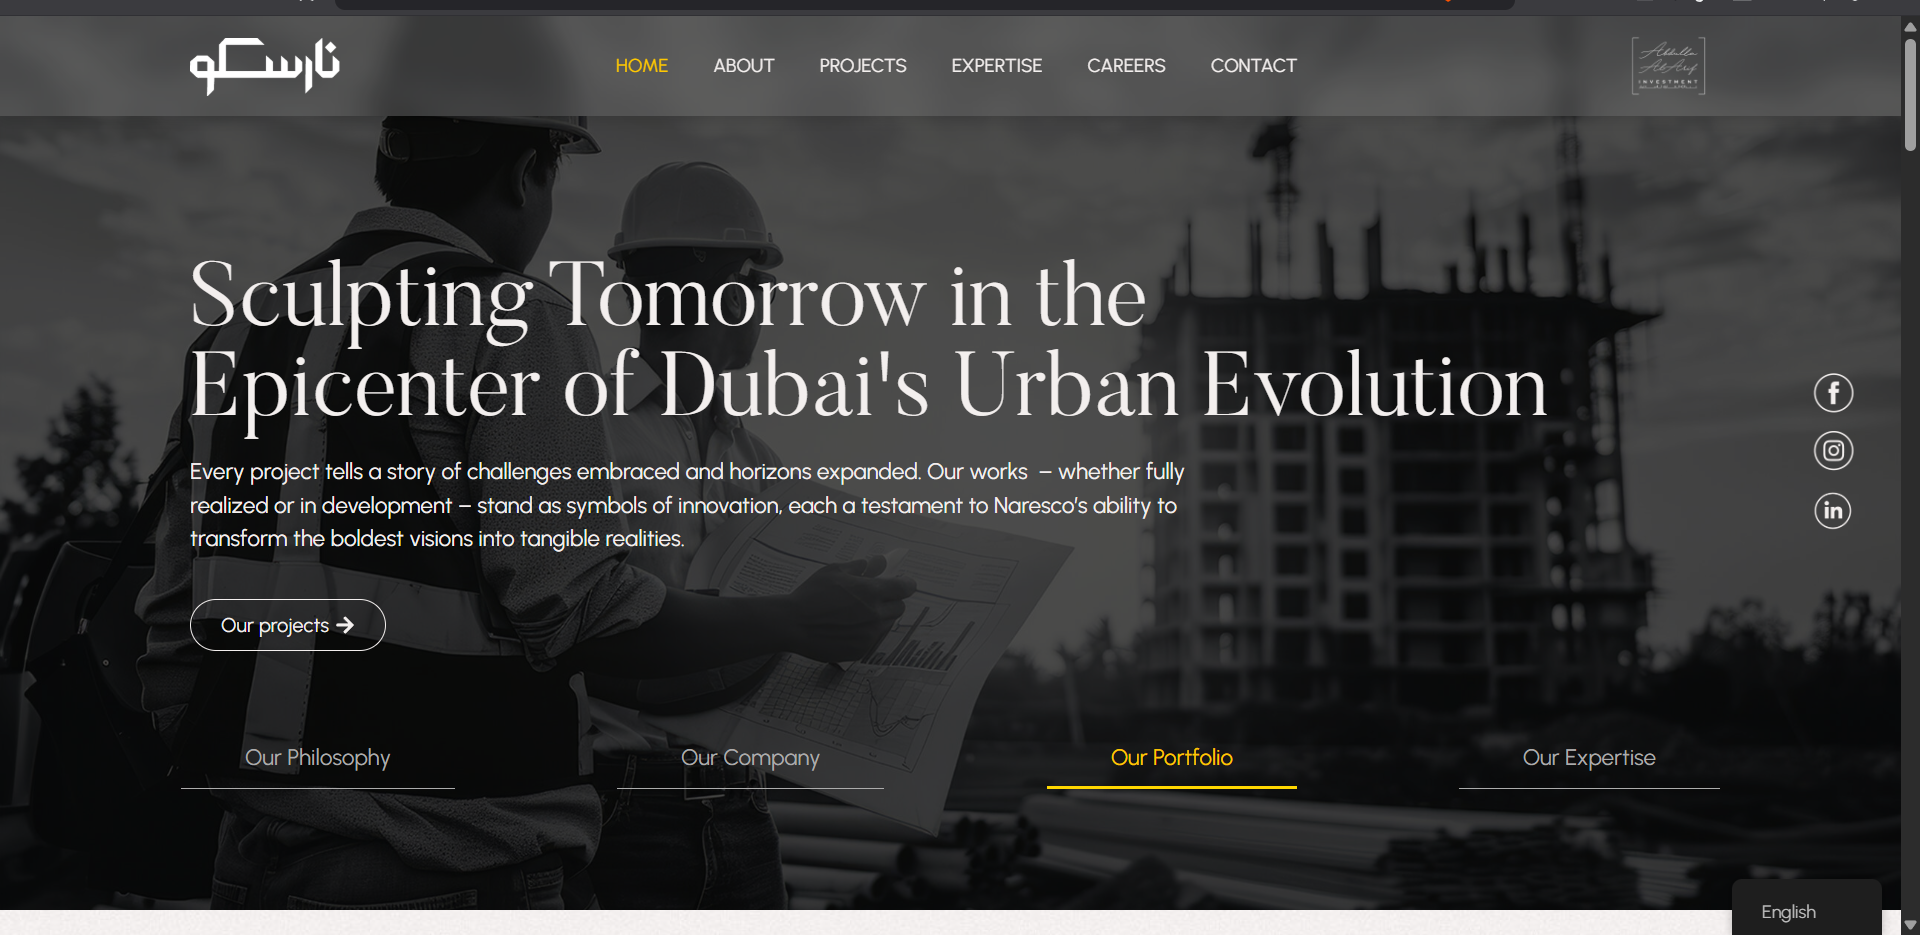 نارسكو
HOME
ABOUT
PROJECTS
EXPERTISE
CAREERS
CONTACT
Abdulla
INVESTMENT
Sculpting Tomorrow in the
Epicenter of Dubai's Urban Evolution
Every project tells a story of challenges embraced and horizons expanded. Our works – whether fully
realized or in development – stand as symbols of innovation, each a testament to Naresco’s ability to
transform the boldest visions into tangible realities.
Our projects
Our Philosophy
Our Company
Our Portfolio
Our Expertise
English